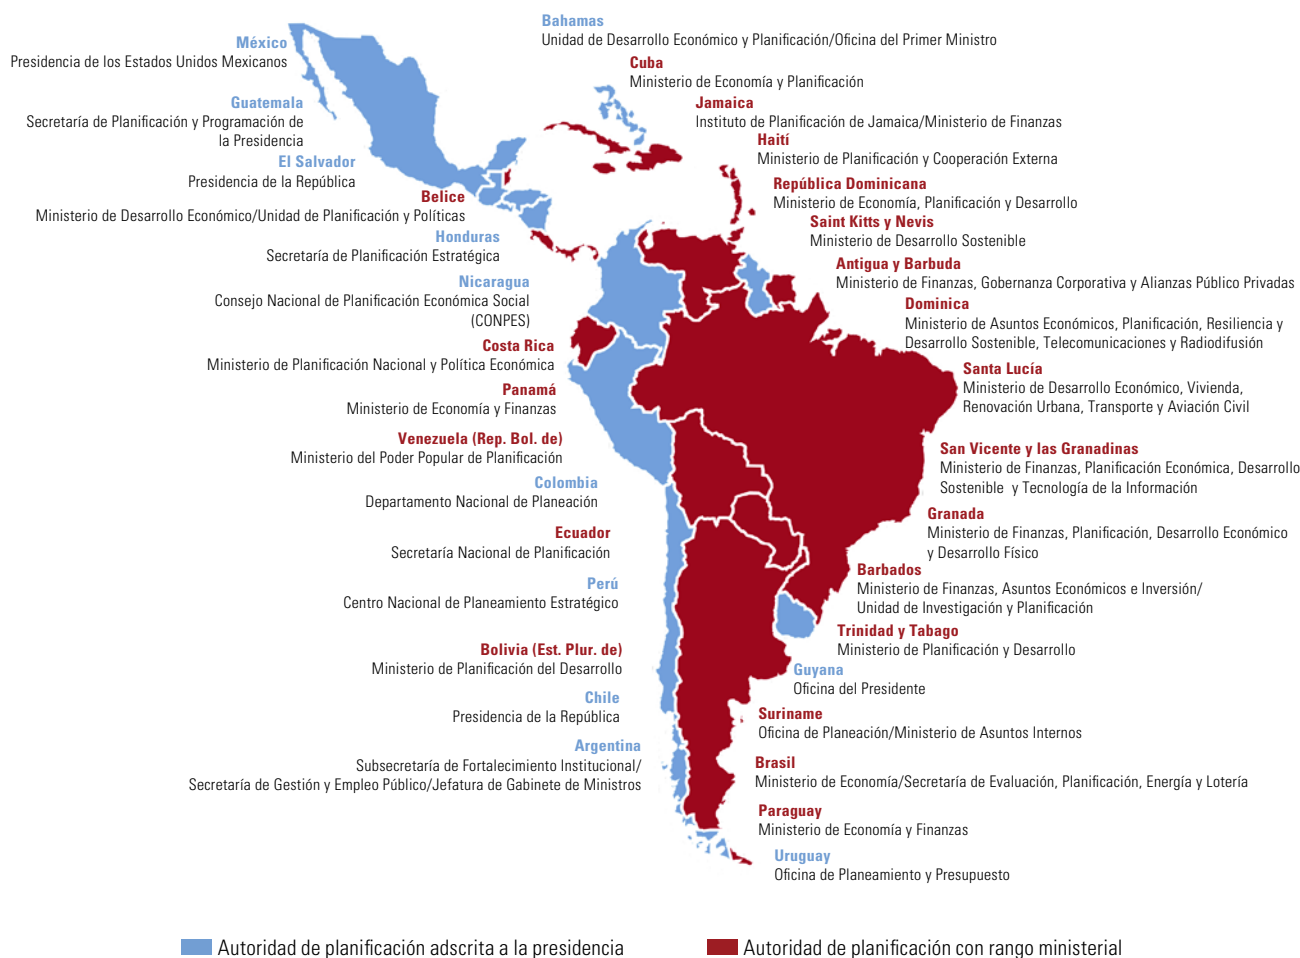 México
Presidencia de los Estados Unidos Mexicanos
Guatemala
Secretaría de Planificación y Programación de
la Presidencia
El Salvador
Presidencia de la República
Belice
Ministerio de Desarrollo Económico/Unidad de Planificación y Políticas
Honduras
Secretaría de Planificación Estratégica
Nicaragua
Consejo Nacional de Planificación Económica Social
(CONPES)
Costa Rica
Ministerio de Planificación Nacional y Política Económica
Panamá
Ministerio de Economía y Finanzas
Venezuela (Rep. Bol. de)
Ministerio del Poder Popular de Planificación
Colombia
Departamento Nacional de Planeación
Ecuador
Secretaría Nacional de Planificación
Perú
Centro Nacional de Planeamiento Estratégico
Bolivia (Est. Plur. de)
Ministerio de Planificación del Desarrollo
Chile
Presidencia de la República
Argentina
Subsecretaría de Fortalecimiento Institucional/
Secretaría de Gestión y Empleo Público/Jefatura de Gabinete de Ministros
Bahamas
Unidad de Desarrollo Económico y Planificación/Oficina del Primer Ministro
Cuba
Ministerio de Economía y Planificación
Jamaica
Instituto de Planificación de Jamaica/Ministerio de Finanzas
Haití
Ministerio de Planificación y Cooperación Externa
República Dominicana
Ministerio de Economía, Planificación y Desarrollo
Saint Kitts y Nevis
Ministerio de Desarrollo Sostenible
Antigua y Barbuda
Ministerio de Finanzas, Gobernanza Corporativa y Alianzas Público Privadas
Dominica
Ministerio de Asuntos Económicos, Planificación, Resiliencia y
Desarrollo Sostenible, Telecomunicaciones y Radiodifusión
Santa Lucía
Ministerio de Desarrollo Económico, Vivienda,
Renovación Urbana, Transporte y Aviación Civil
San Vicente y las Granadinas
Ministerio de Finanzas, Planificación Económica, Desarrollo
Sostenible y Tecnología de la Información
Granada
Ministerio de Finanzas, Planificación, Desarrollo Económico
y Desarrollo Físico
Barbados
Ministerio de Finanzas, Asuntos Económicos e Inversión/
Unidad de Investigación y Planificación
Trinidad y Tabago
Ministerio de Planificación y Desarrollo
Guyana
Oficina del Presidente
Suriname
Oficina de Planeación/Ministerio de Asuntos Internos
Brasil
Ministerio de Economía/Secretaría de Evaluación, Planificación, Energía y Lotería
Paraguay
Ministerio de Economía y Finanzas
Uruguay
Oficina de Planeamiento y Presupuesto
Autoridad de planificación adscrita a la presidencia
Autoridad de planificación con rango ministerial